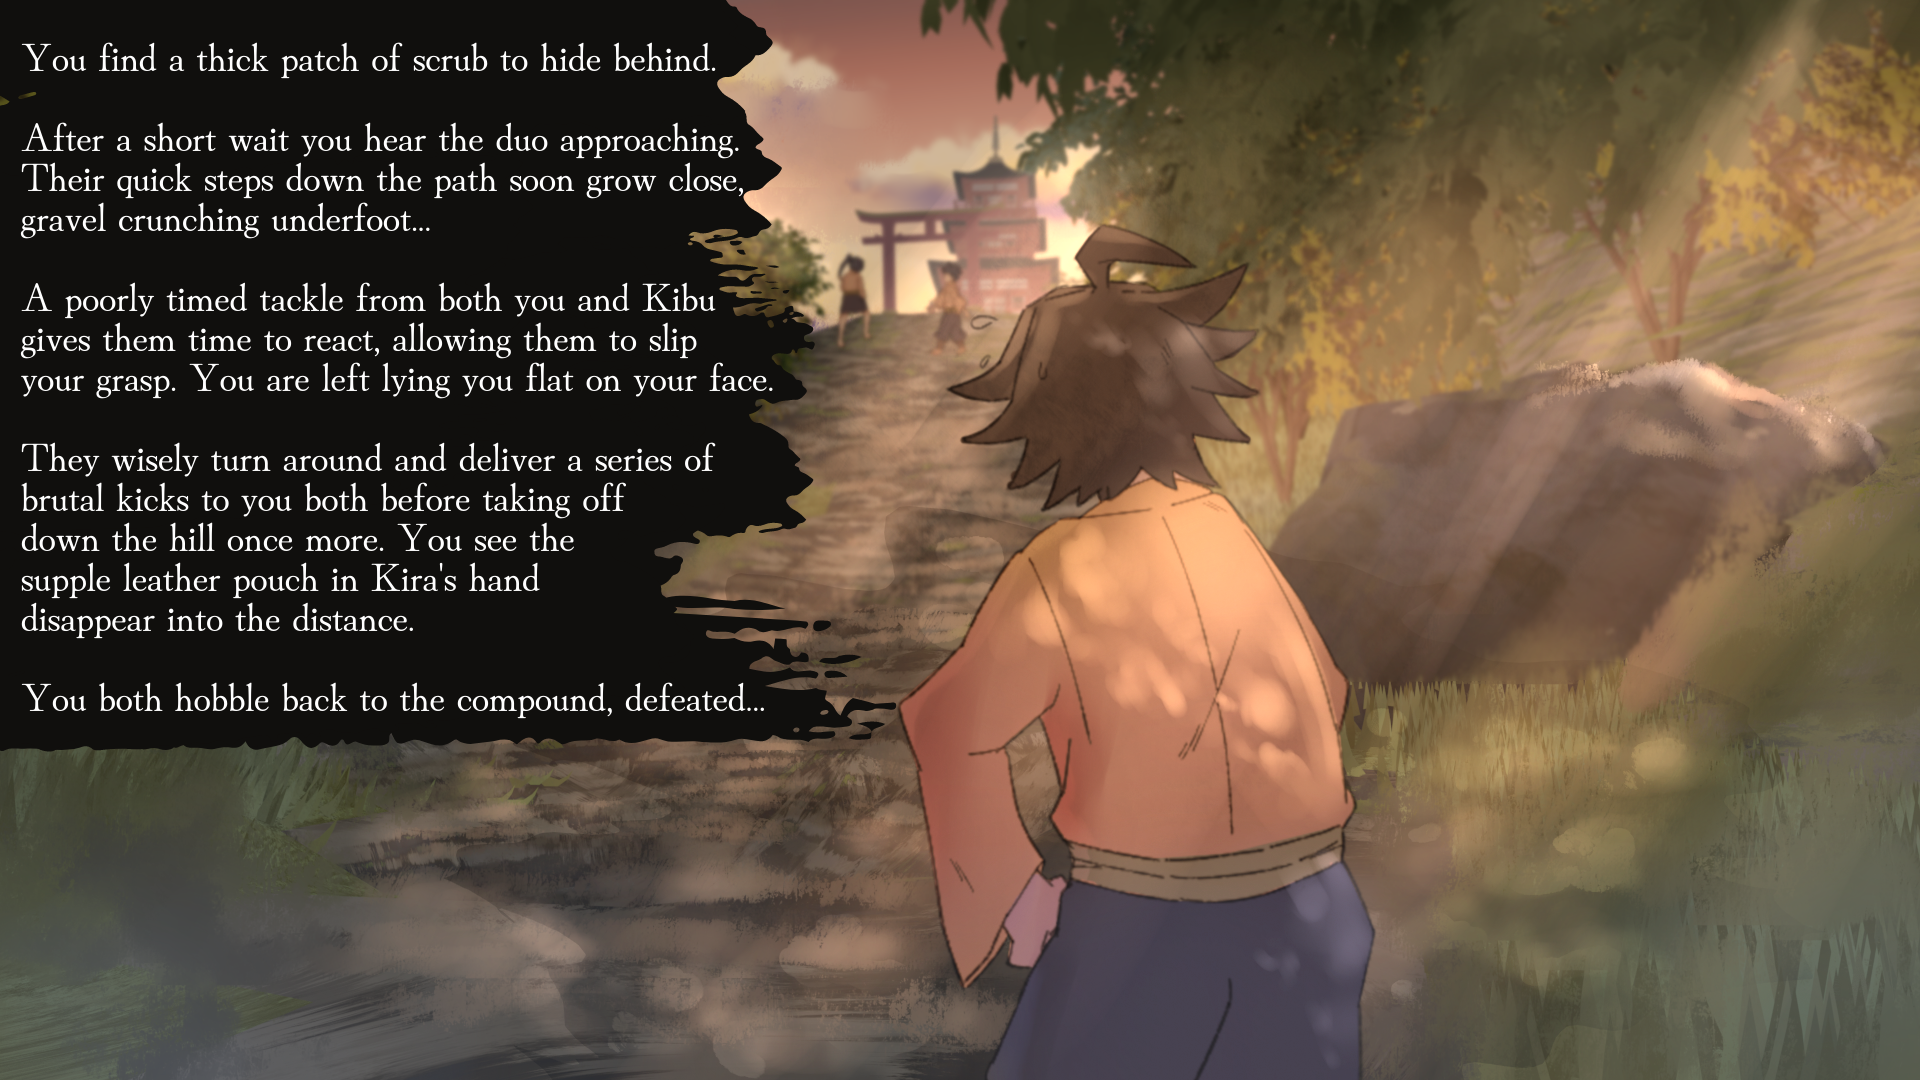 You find a thick patch of scrub to hide behind.
After a short wait you hear the duo approaching.
Their quick steps down the path soon grow close,
gravel crunching underfoot...
A poorly timed tackle from both you and Kibu
gives them time to react, allowing them to slip
your grasp. You are left lying you flat on your face.
They wisely turn around and deliver a series of
brutal kicks to you both before taking off
down the hill once more. You see the
supple leather pouch in Kira's hand
disappear into the distance.
You both hobble back to the compound, defeated...